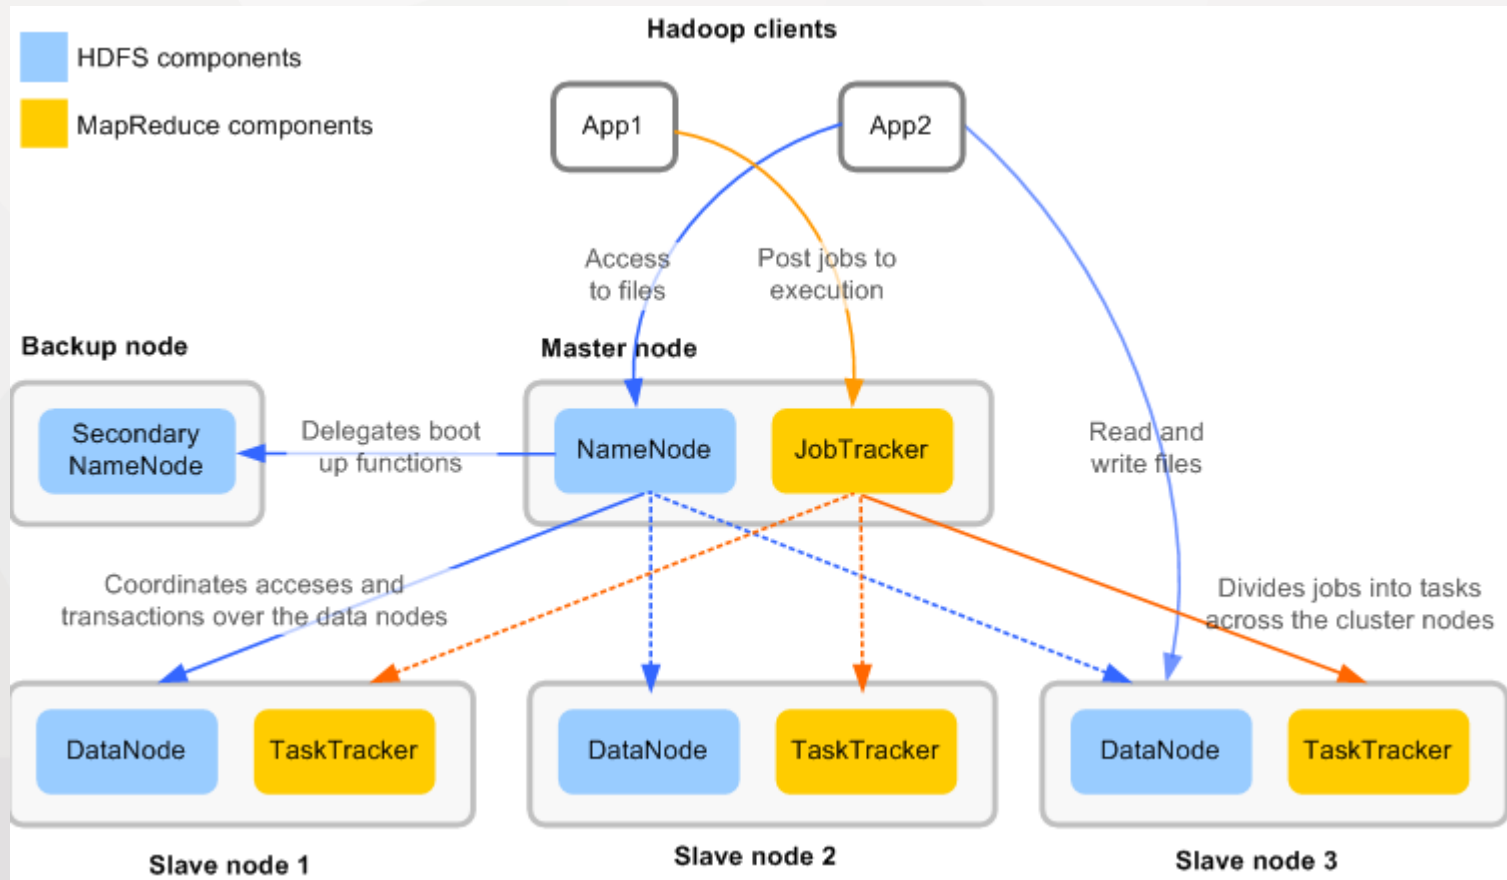 Hadoop clients
HDFS components
MapReduce components
App1
App2
Access
to files
Post jobs to
execution
Backup node
Master node
Secondary
NameNode
Delegates boot
up functions
NameNode
JobTracker
Read and
write files
Coordinates acceses and
transactions over the data nodes
Divides jobs into tasks
across the cluster nodes
DataNode
TaskTracker
DataNode
TaskTracker
DataNode
TaskTracker
Slave node 1
Slave node 2
Slave node 3